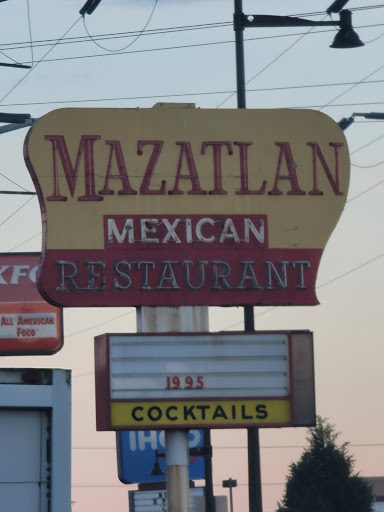 MAZATLAN
MEXICAN
RESTAURANT
KFC
ALL AMERICAN
FOOD
1995
COCKTAILS
IHOP